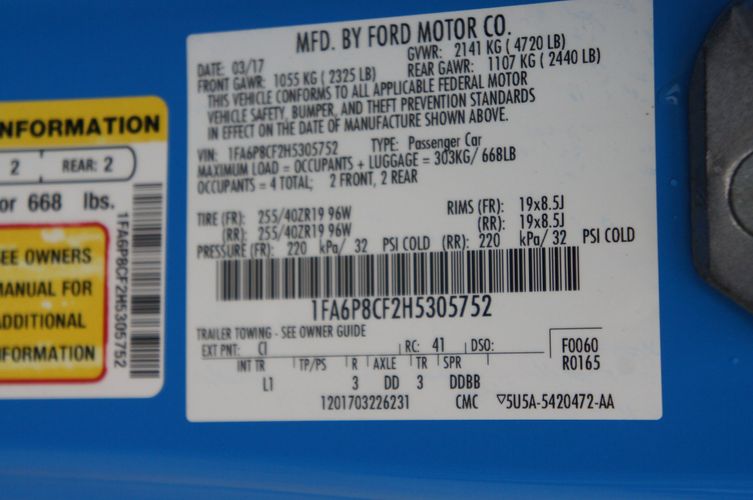 MFD. BY FORD MOTOR CO.
DATE: 03/17 GVWR: 2141 KG (4720 LB)
FRONT GAWR: 1055 KG (2325 LB) REAR GAWR: 1107 KG (2440 LB)
THIS VEHICLE CONFORMS TO ALL APPLICABLE FEDERAL MOTOR
VEHICLE SAFETY, BUMPER, AND THEFT PREVENTION STANDARDS
IN EFFECT ON THE DATE OF MANUFACTURE SHOWN ABOVE.
VIN: 1FA6P8CF2H5305752 TYPE: Passenger Car
MAXIMUM LOAD = OCCUPANTS + LUGGAGE = 303KG/ 668LB
OCCUPANTS = 4 TOTAL; 2 FRONT, 2 REAR
TIRE (FR): 255/40ZR19 96W RIMS (FR): 19x8.5J
(RR): 255/40ZR19 96W (RR): 19x8.5J
PRESSURE (FR): 220 kPa/ 32 PSI COLD (RR): 220 kPa/ 32 PSI COLD
1FA6P8CF2H5305752
TRAILER TOWING - SEE OWNER GUIDE
EXT PNT: CI RC: 41 DSO: F0060
R0165
INT TR TP/PS R AXLE TR SPR
L1 3 DD 3 DDBB
1201703226231 CMC ▽5U5A-5420472-AA
NFORMATION
2 REAR: 2
or 668 lbs.
EE OWNERS
MANUAL FOR
ADDITIONAL
NFORMATION
1FA6P8CF2H5305752